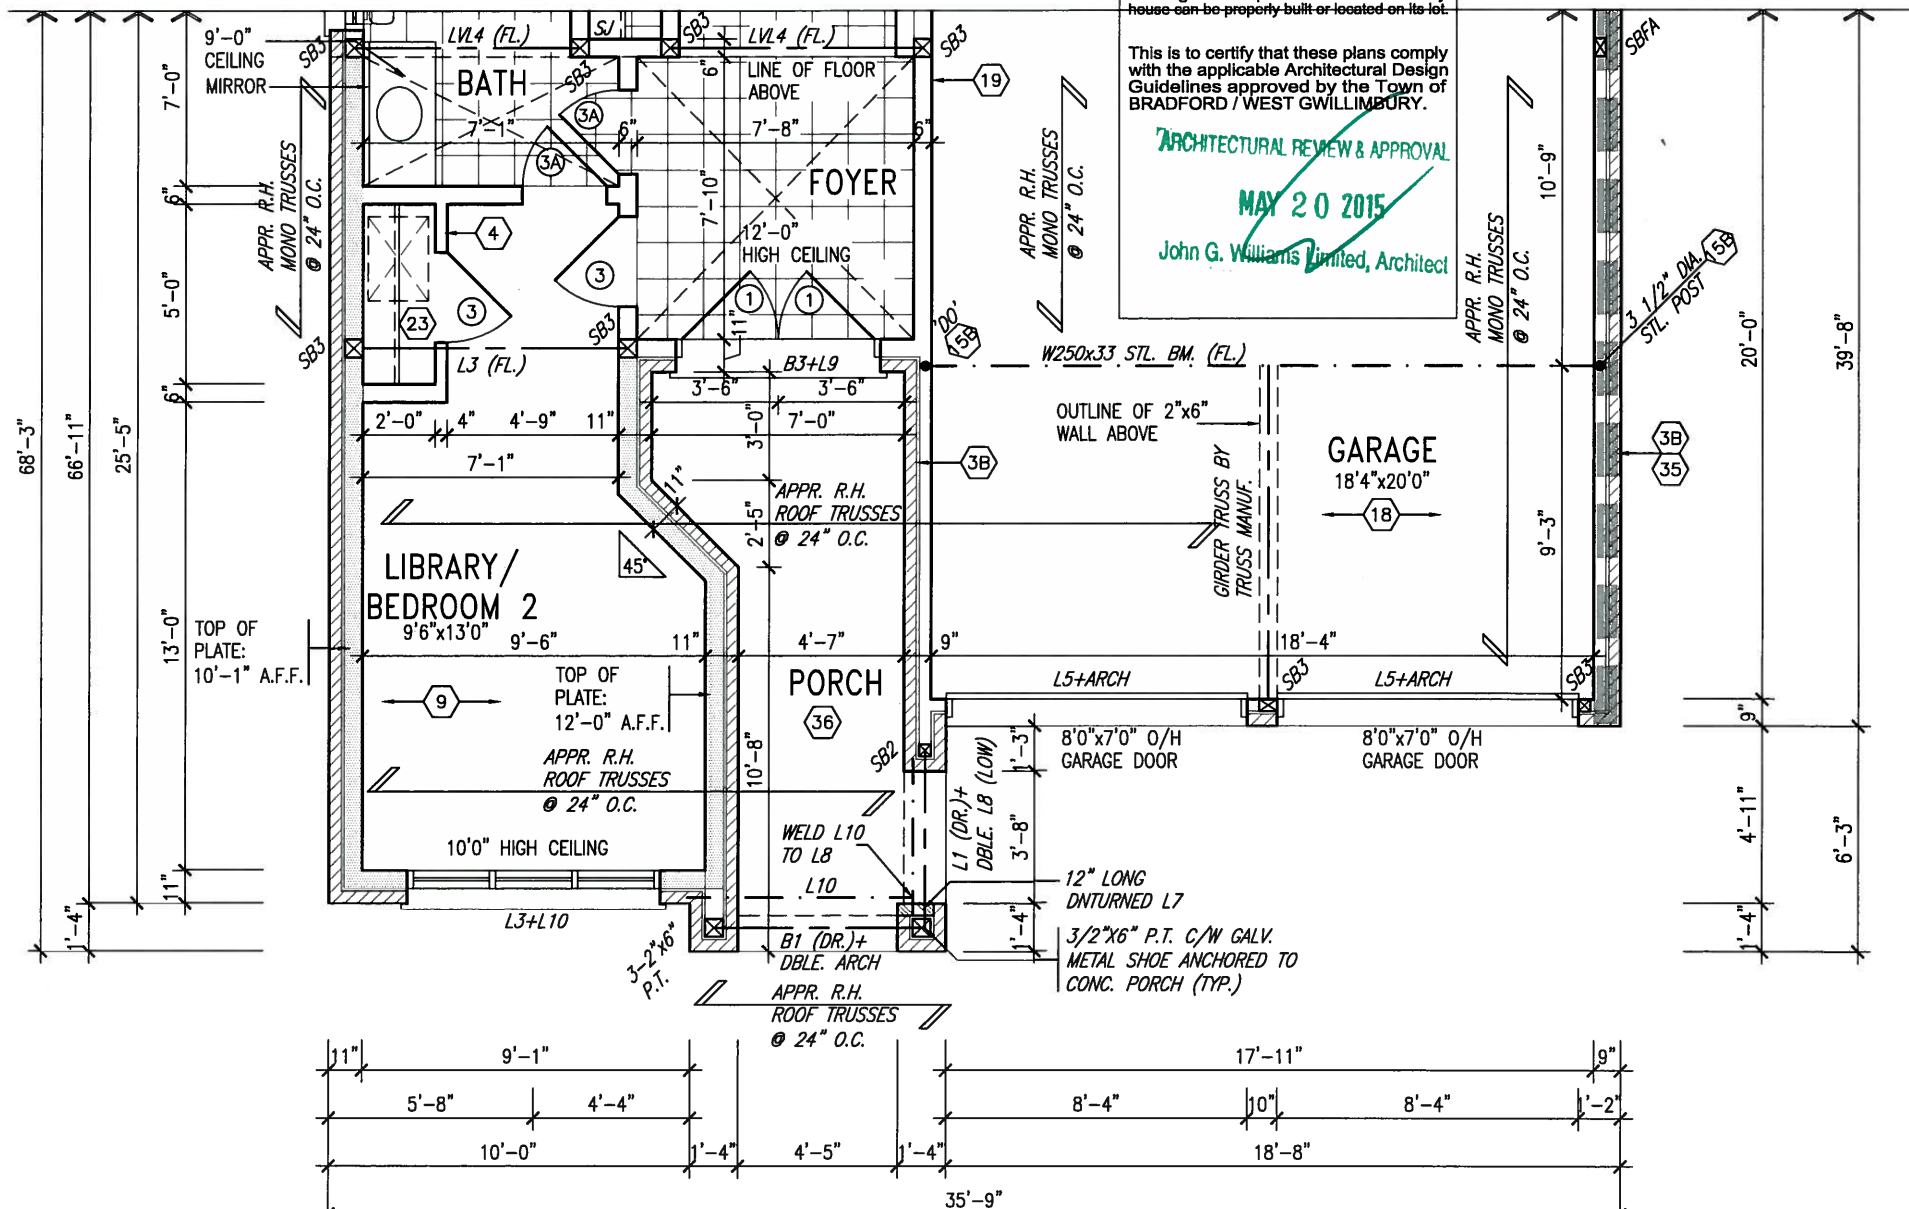 house can be properly built or located on its lot.
This is to certify that these plans comply
with the applicable Architectural Design
Guidelines approved by the Town of
BRADFORD / WEST GWILLIMBURY.
ARCHITECTURAL REVIEW & APPROVAL
MAY 20 2015
John G. Williams Limited, Architect
9'-0"
CEILING
MIRROR
SB3
LVL4 (FL.)
SJ
SB3
LVL4 (FL.)
SB3
SBFA
BATH
SB3
6"
LINE OF FLOOR
ABOVE
19
7'-0"
7'-1"
3A
3A
6"
7'-8"
6"
FOYER
7'-10"
12'-0"
HIGH CEILING
APPR. R.H.
MONO TRUSSES
@ 24" O.C.
APPR. R.H.
MONO TRUSSES
@ 24" O.C.
APPR. R.H.
MONO TRUSSES
@ 24" O.C.
10'-9"
6"
4
3
3
23
1
1
11"
5'-0"
SB3
SB3
L3 (FL.)
B3+L9
'DO'
15B
W250x33 STL. BM. (FL.)
3 1/2" DIA.
STL. POST
15B
20'-0"
39'-8"
6"
2'-0"
4"
4'-9"
11"
3'-6"
3'-6"
7'-0"
3'-0"
7'-1"
OUTLINE OF 2"x6"
WALL ABOVE
3B
GARAGE
18'4"x20'0"
18
3B
35
68'-3"
66'-11"
25'-5"
11"
APPR. R.H.
ROOF TRUSSES
@ 24" O.C.
2'-5"
GIRDER TRUSS BY
TRUSS MANUF.
9'-3"
45°
LIBRARY/
BEDROOM 2
9'6"x13'0"
9'-6"
11"
4'-7"
9"
18'-4"
13'-0"
TOP OF
PLATE:
10'-1" A.F.F.
TOP OF
PLATE:
12'-0" A.F.F.
9
PORCH
36
L5+ARCH
SB3
L5+ARCH
SB3
9"
8'0"x7'0" O/H
GARAGE DOOR
8'0"x7'0" O/H
GARAGE DOOR
SB2
APPR. R.H.
ROOF TRUSSES
@ 24" O.C.
10'-8"
L1 (DR.)+
DBLE. L8 (LOW)
1'-3"
3'-8"
1'-4"
4'-11"
6'-3"
1'-4"
WELD L10
TO L8
L10
10'0" HIGH CEILING
11"
1'-4"
L3+L10
12" LONG
DNTURNED L7
3/2"X6" P.T. C/W GALV.
METAL SHOE ANCHORED TO
CONC. PORCH (TYP.)
3-2"x6"
P.T.
B1 (DR.)+
DBLE. ARCH
APPR. R.H.
ROOF TRUSSES
@ 24" O.C.
11"
9'-1"
17'-11"
9"
5'-8"
4'-4"
8'-4"
10"
8'-4"
1'-2"
10'-0"
1'-4"
4'-5"
1'-4"
18'-8"
35'-9"